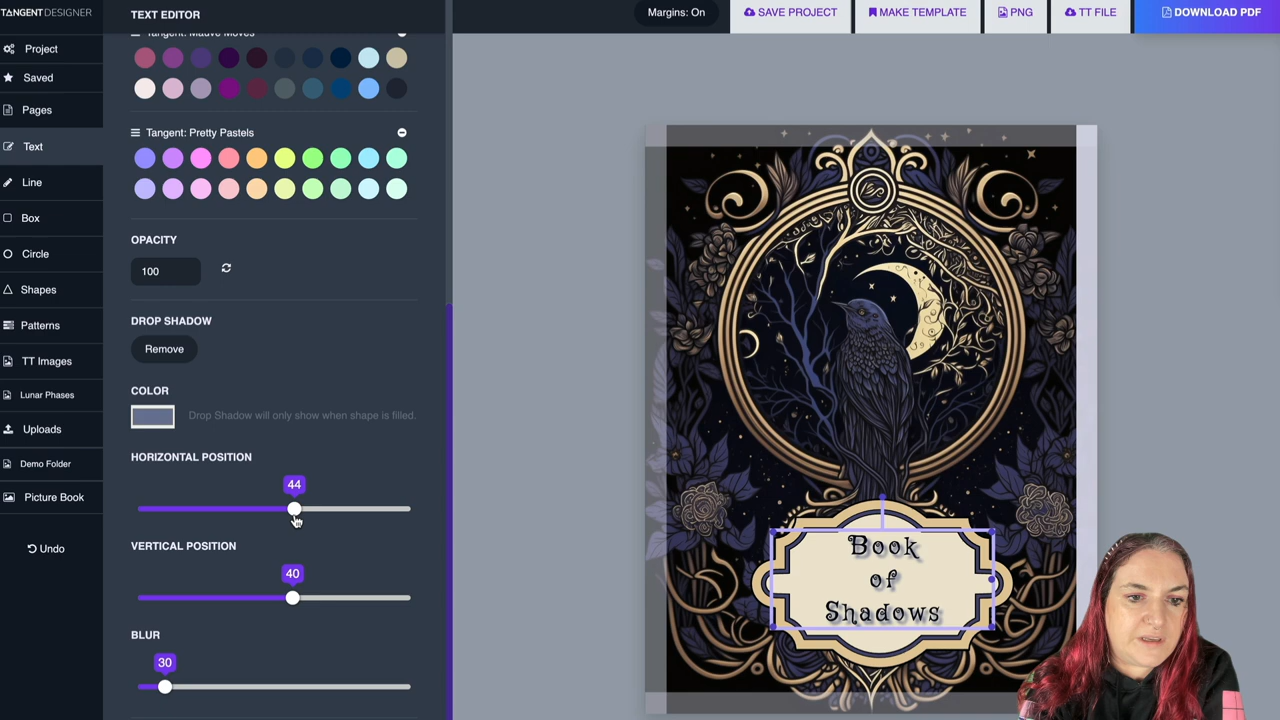 TANGENT DESIGNER
TEXT EDITOR
Margins: On
SAVE PROJECT
MAKE TEMPLATE
PNG
TT FILE
DOWNLOAD PDF
Project
Saved
Pages
Text
Line
Box
Circle
Shapes
Patterns
TT Images
Lunar Phases
Uploads
Demo Folder
Picture Book
Undo
Tangent: Mauve Moves
Tangent: Pretty Pastels
OPACITY
100
DROP SHADOW
Remove
COLOR
Drop Shadow will only show when shape is filled.
HORIZONTAL POSITION
44
VERTICAL POSITION
40
BLUR
30
Book
of
Shadows